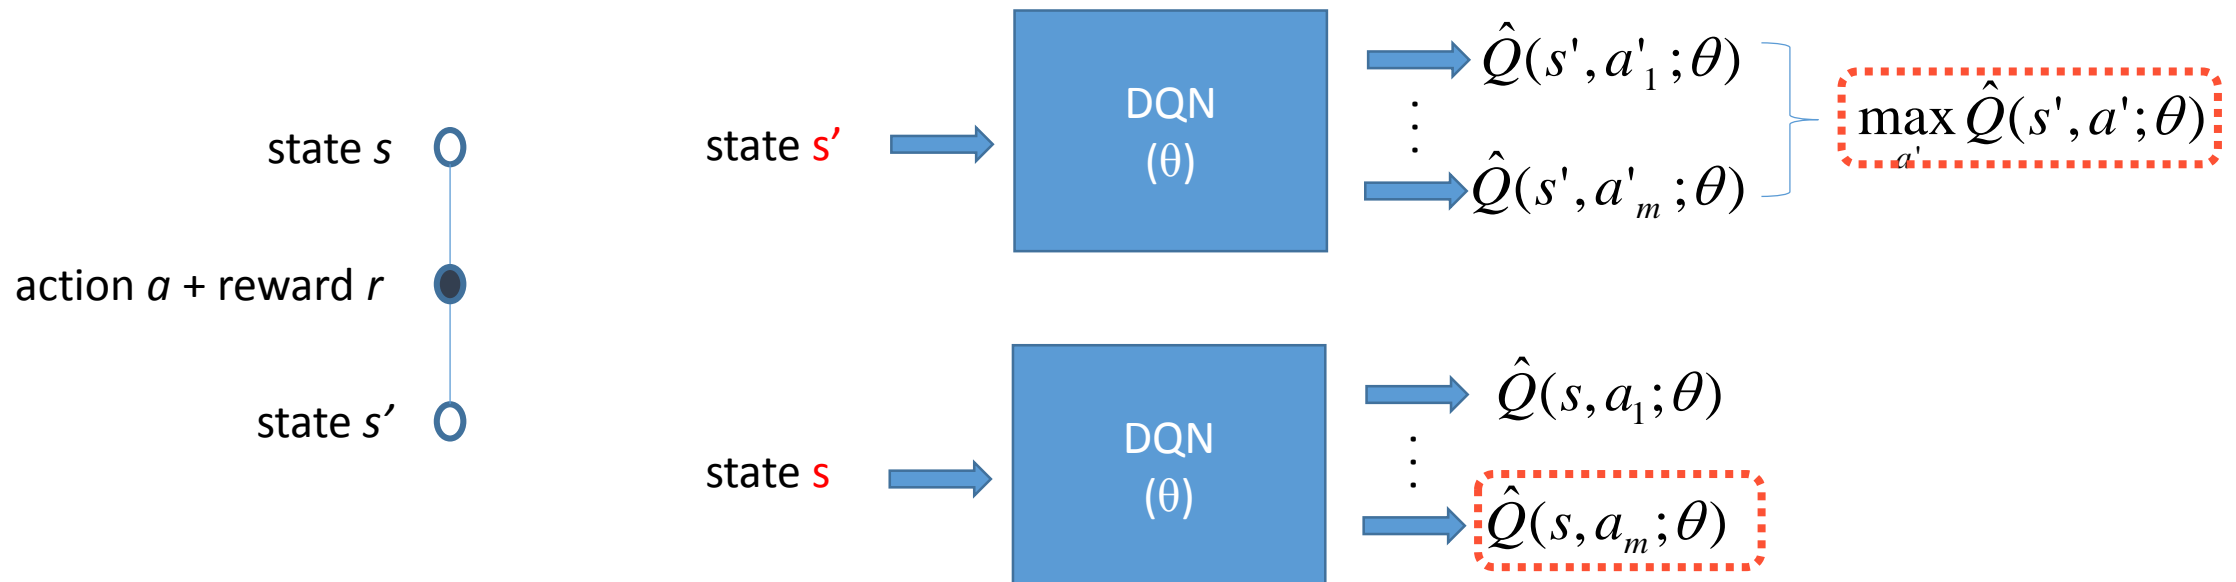 state s
action a + reward r
state s’
state s’
DQN
(θ)
Q̂(s', a'₁; θ)
⋮
Q̂(s', a'ₘ; θ)
max Q̂(s', a'; θ)
a'
state s
DQN
(θ)
Q̂(s, a₁; θ)
⋮
Q̂(s, aₘ; θ)